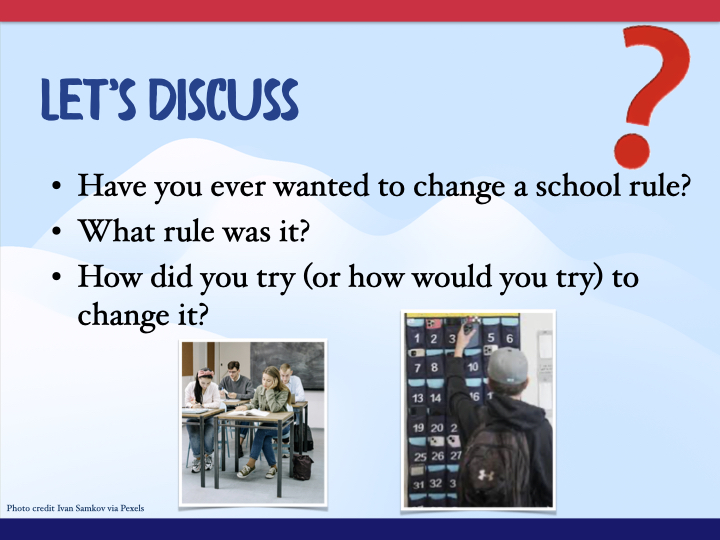 ?
LET'S DISCUSS
• Have you ever wanted to change a school rule?
• What rule was it?
• How did you try (or how would you try) to
change it?
1 2 3 5 6
7 8 10
13 14 16
19 20 2
25 26 27
31 32 3
Photo credit Ivan Samkov via Pexels